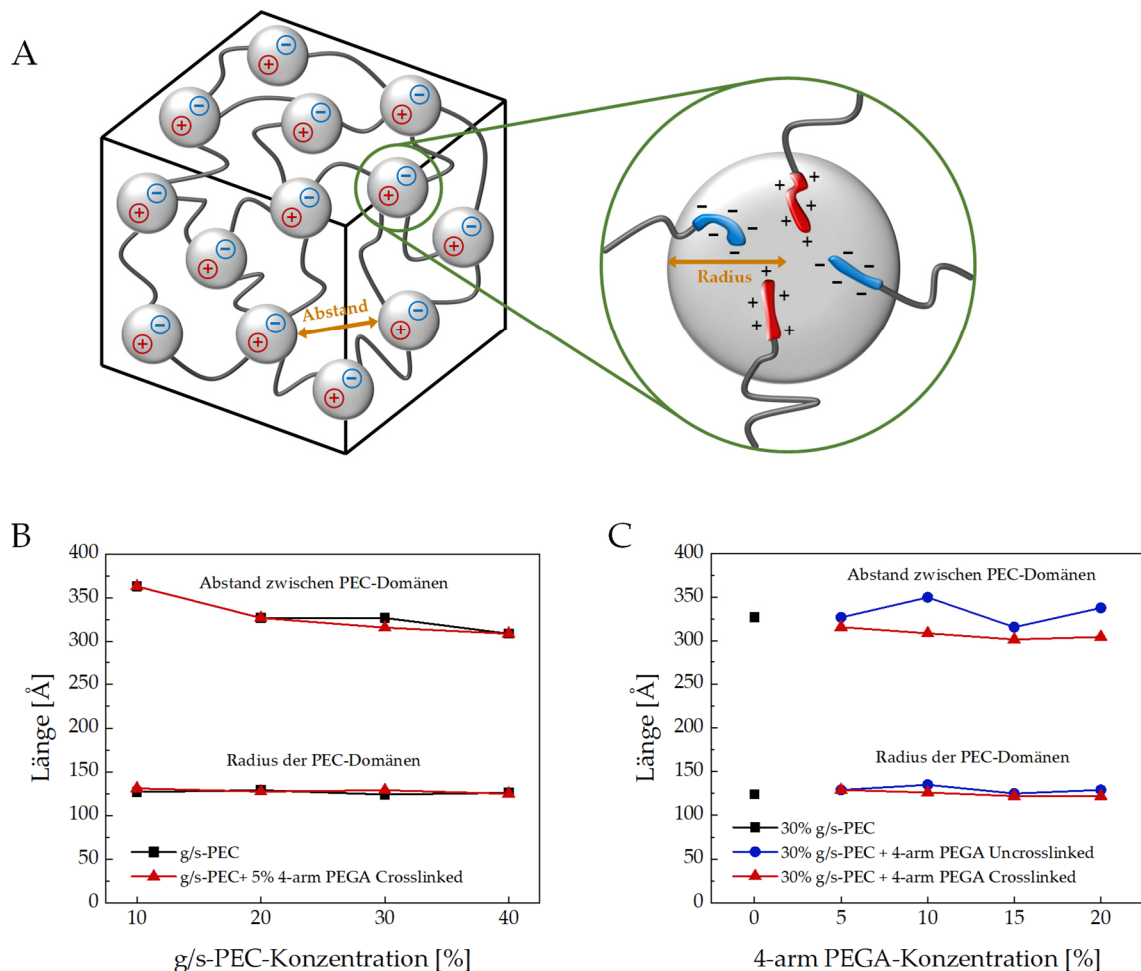 A
Abstand
Radius
B
Länge [Å]
400
350
300
250
200
150
100
50
0
Abstand zwischen PEC-Domänen
Radius der PEC-Domänen
g/s-PEC
g/s-PEC+ 5% 4-arm PEGA Crosslinked
10
20
30
40
g/s-PEC-Konzentration [%]
C
Länge [Å]
400
350
300
250
200
150
100
50
0
Abstand zwischen PEC-Domänen
Radius der PEC-Domänen
30% g/s-PEC
30% g/s-PEC + 4-arm PEGA Uncrosslinked
30% g/s-PEC + 4-arm PEGA Crosslinked
0
5
10
15
20
4-arm PEGA-Konzentration [%]